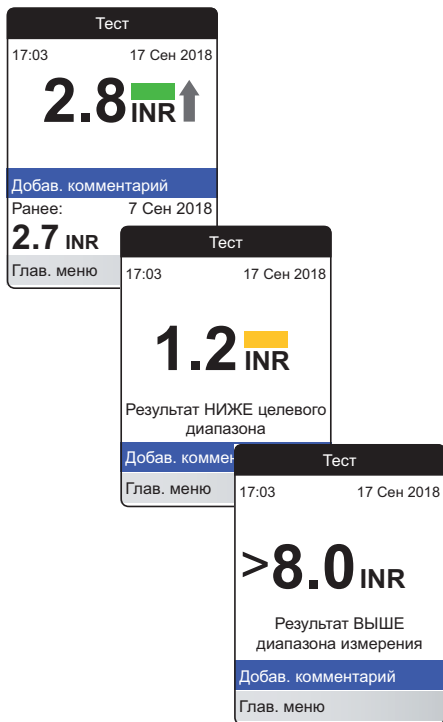 Тест
17:03 17 Сен 2018
2.8 INR
Добав. комментарий
Ранее: 7 Сен 2018
2.7 INR
Глав. меню
Тест
17:03 17 Сен 2018
1.2 INR
Результат НИЖЕ целевого
диапазона
Добав. коммен
Глав. меню
Тест
17:03 17 Сен 2018
>8.0 INR
Результат ВЫШЕ
диапазона измерения
Добав. комментарий
Глав. меню